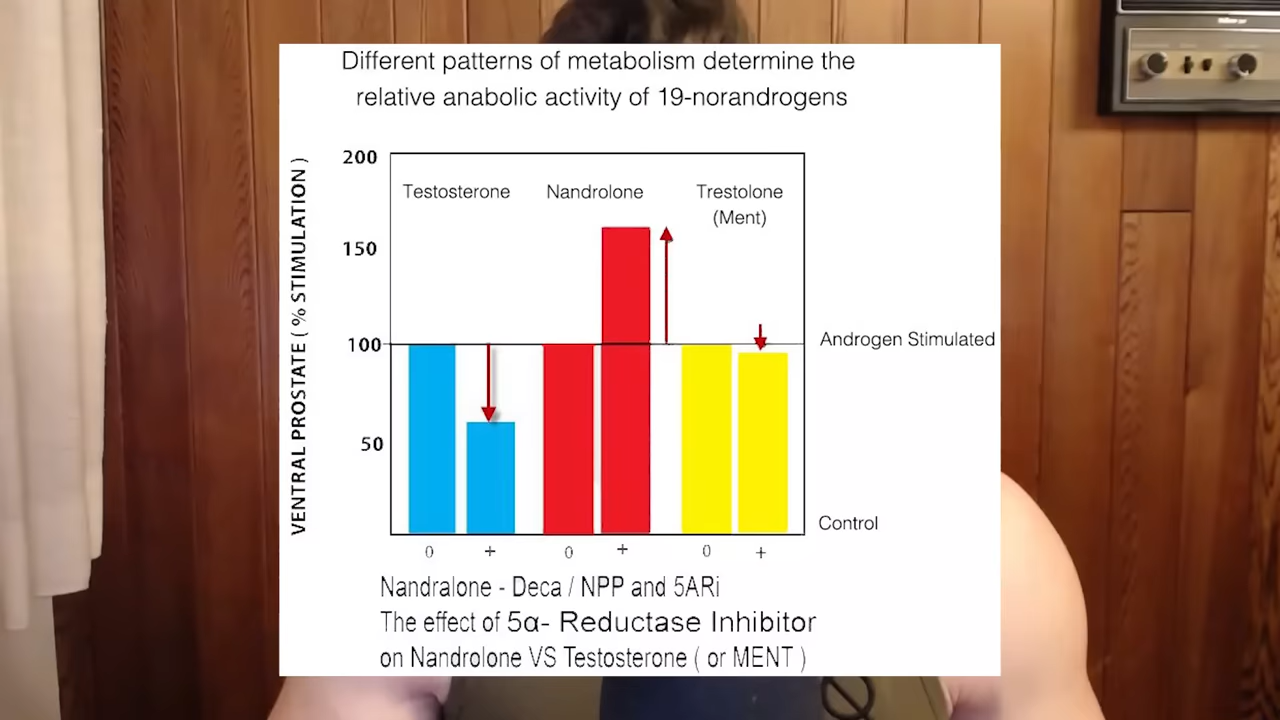 Different patterns of metabolism determine the
relative anabolic activity of 19-norandrogens
VENTRAL PROSTATE ( % STIMULATION )
200
150
100
50
Testosterone
Nandrolone
Trestolone
(Ment)
Androgen Stimulated
Control
0 + 0 + 0 +
Nandralone - Deca / NPP and 5ARi
The effect of 5α- Reductase Inhibitor
on Nandrolone VS Testosterone ( or MENT )